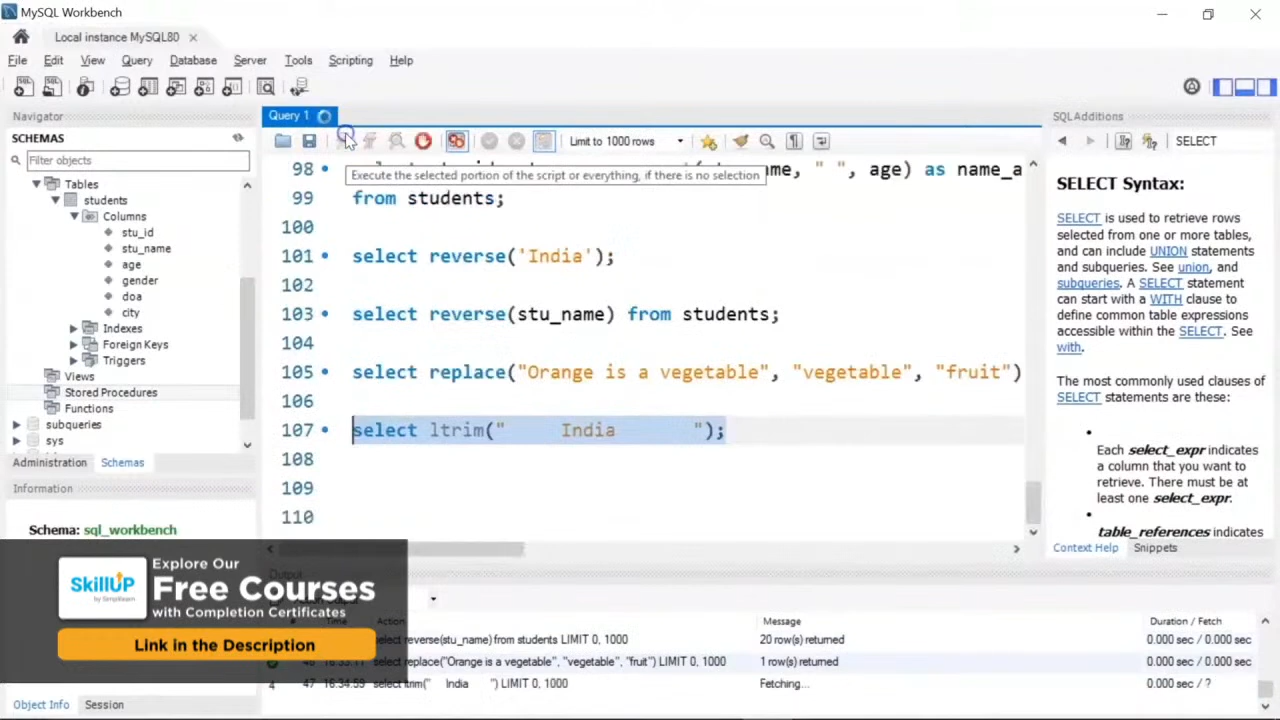 MySQL Workbench
Local instance MySQL80
File Edit View Query Database Server Tools Scripting Help
Navigator
SCHEMAS
Filter objects
Tables
students
Columns
stu_id
stu_name
age
gender
doa
city
Indexes
Foreign Keys
Triggers
Views
Stored Procedures
Functions
subqueries
sys
Administration Schemas
Information
Schema: sql_workbench
Object Info Session
Query 1
Limit to 1000 rows
Execute the selected portion of the script or everything, if there is no selection
98 me, " ", age) as name_a
99 from students;
100
101 select reverse('India');
102
103 select reverse(stu_name) from students;
104
105 select replace("Orange is a vegetable", "vegetable", "fruit")
106
107 select ltrim("      India        ");
108
109
110
SQLAdditions
SELECT
SELECT Syntax:
SELECT is used to retrieve rows
selected from one or more tables,
and can include UNION statements
and subqueries. See union, and
subqueries. A SELECT statement
can start with a WITH clause to
define common table expressions
accessible within the SELECT. See
with.
The most commonly used clauses of
SELECT statements are these:
Each select_expr indicates
a column that you want to
retrieve. There must be at
least one select_expr.
table_references indicates
Context Help Snippets
Message Duration / Fetch
select reverse(stu_name) from students LIMIT 0, 1000 20 row(s) returned 0.000 sec / 0.000 sec
select replace("Orange is a vegetable", "vegetable", "fruit") LIMIT 0, 1000 1 row(s) returned 0.000 sec / 0.000 sec
47 16:34:59 select ltrim("      India        ") LIMIT 0, 1000 Fetching... 0.000 sec / ?
SkillUP
by Simplilearn
Explore Our
Free Courses
with Completion Certificates
Link in the Description